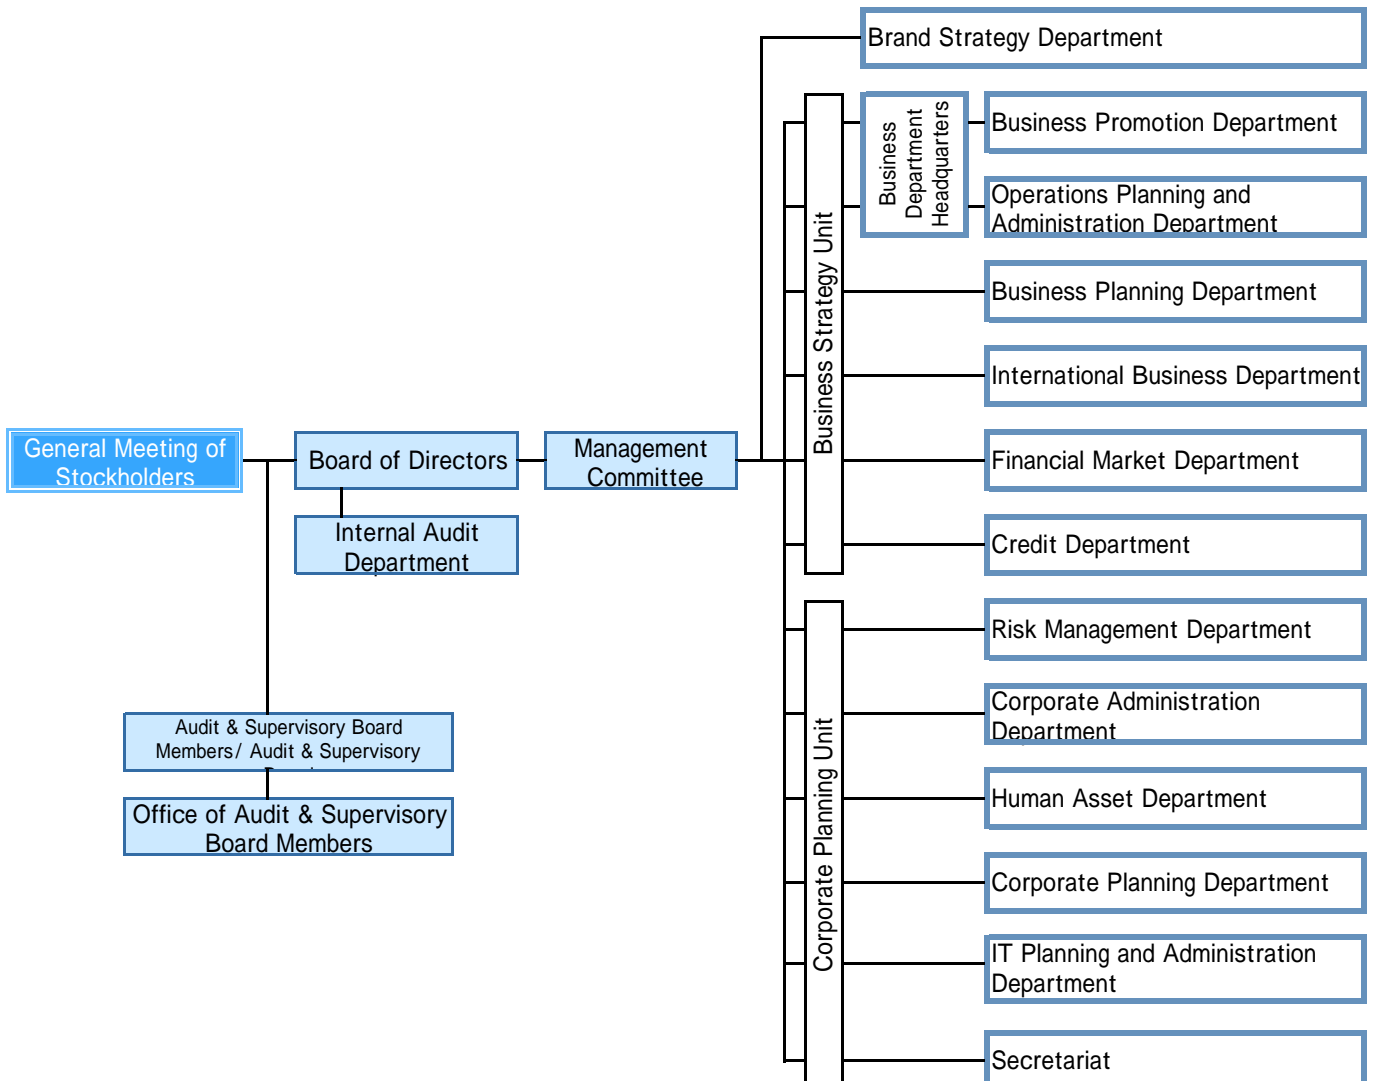 Brand Strategy Department
Business
Department
Headquarters
Business Promotion Department
Operations Planning and
Administration Department
Business Strategy Unit
Business Planning Department
International Business Department
General Meeting of
Stockholders
Board of Directors
Management
Committee
Financial Market Department
Internal Audit
Department
Credit Department
Risk Management Department
Corporate Administration
Department
Audit & Supervisory Board
Members/ Audit & Supervisory
Office of Audit & Supervisory
Board Members
Corporate Planning Unit
Human Asset Department
Corporate Planning Department
IT Planning and Administration
Department
Secretariat